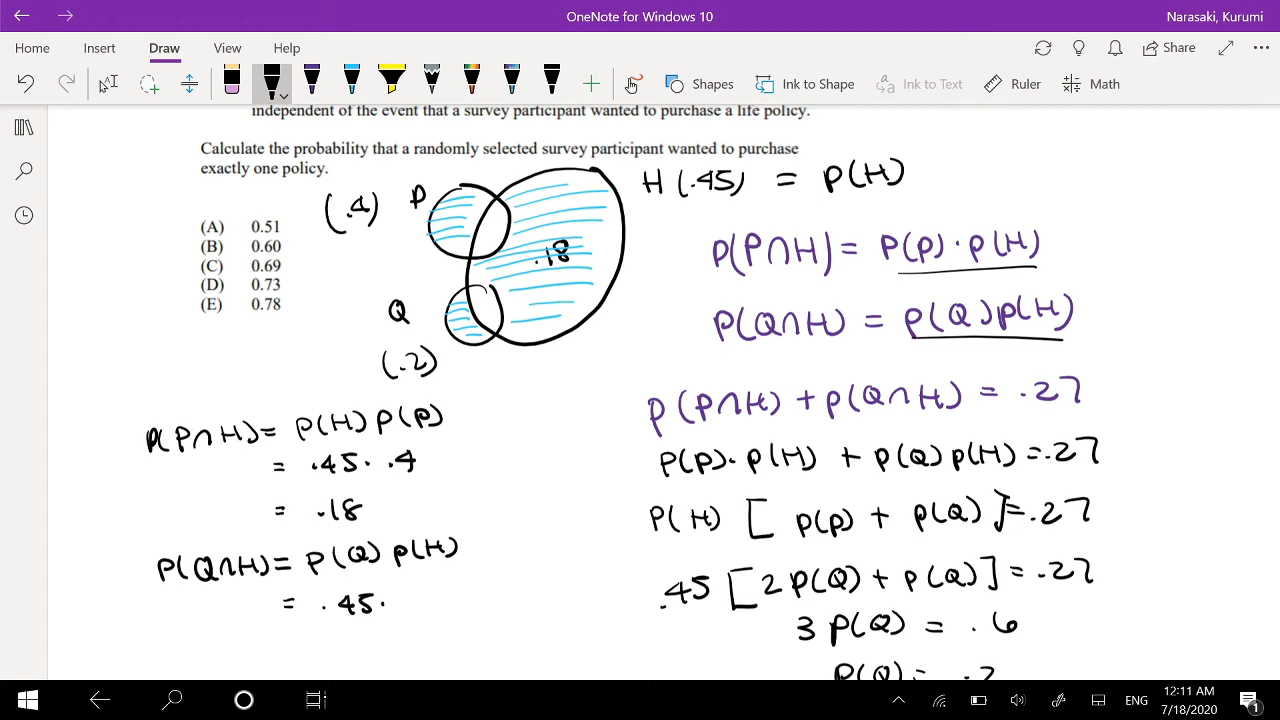 OneNote for Windows 10
Narasaki, Kurumi
Home Insert Draw View Help
Share
Shapes Ink to Shape Ink to Text Ruler Math
independent of the event that a survey participant wanted to purchase a life policy.
Calculate the probability that a randomly selected survey participant wanted to purchase
exactly one policy.
(A) 0.51
(B) 0.60
(C) 0.69
(D) 0.73
(E) 0.78
(.4) P
.18
Q
(.2)
H (.45) = P(H)
P(P∩H) = P(P)·P(H)
P(Q∩H) = P(Q)P(H)
P(P∩H) + P(Q∩H) = .27
P(P)·P(H) + P(Q)P(H) = .27
P(H) [P(P) + P(Q)] = .27
.45 [2P(Q) + P(Q)] = .27
3P(Q) = .6
P(Q) = .2
P(P∩H) = P(H)P(P)
= .45 · .4
= .18
P(Q∩H) = P(Q)P(H)
= .45 ·
ENG
12:11 AM
7/18/2020
1